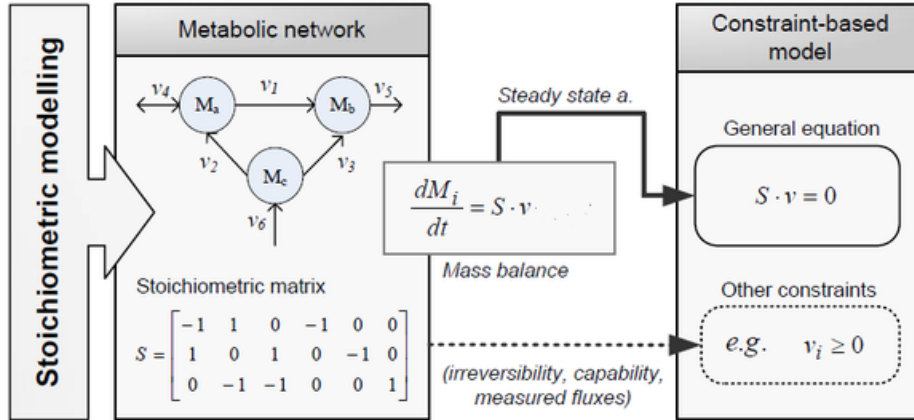 Stoichiometric modelling
Metabolic network
v4
Ma
v1
Mb
v5
v2
Mc
v3
v6
Stoichiometric matrix
S = [ -1 1 0 -1 0 0
1 0 1 0 -1 0
0 -1 -1 0 0 1 ]
dM_i/dt = S · v
Mass balance
Steady state a.
(irreversibility, capability,
measured fluxes)
Constraint-based
model
General equation
S · v = 0
Other constraints
e.g. v_i ≥ 0